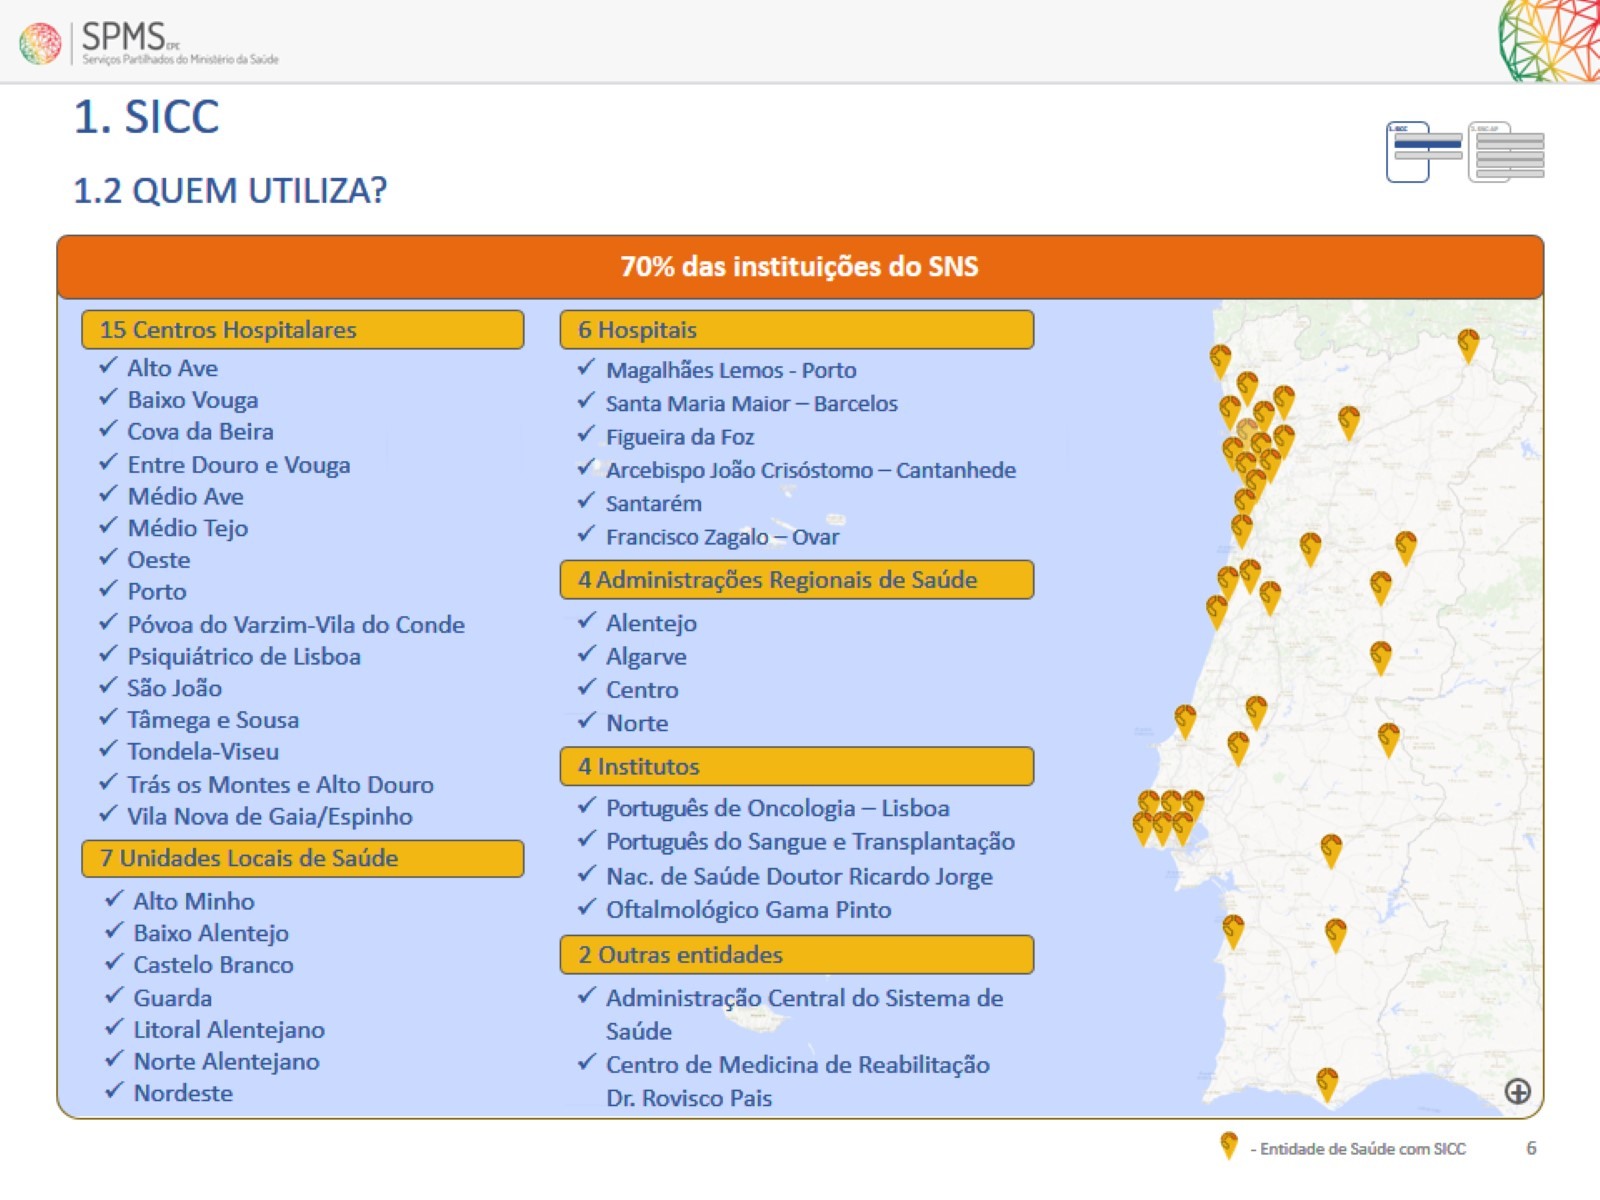 SPMS EPE
Serviços Partilhados do Ministério da Saúde
1. SICC
1.2 QUEM UTILIZA?
1. SICC
2. SNC-AP
70% das instituições do SNS
15 Centros Hospitalares
✓ Alto Ave
✓ Baixo Vouga
✓ Cova da Beira
✓ Entre Douro e Vouga
✓ Médio Ave
✓ Médio Tejo
✓ Oeste
✓ Porto
✓ Póvoa do Varzim-Vila do Conde
✓ Psiquiátrico de Lisboa
✓ São João
✓ Tâmega e Sousa
✓ Tondela-Viseu
✓ Trás os Montes e Alto Douro
✓ Vila Nova de Gaia/Espinho
7 Unidades Locais de Saúde
✓ Alto Minho
✓ Baixo Alentejo
✓ Castelo Branco
✓ Guarda
✓ Litoral Alentejano
✓ Norte Alentejano
✓ Nordeste
6 Hospitais
✓ Magalhães Lemos - Porto
✓ Santa Maria Maior – Barcelos
✓ Figueira da Foz
✓ Arcebispo João Crisóstomo – Cantanhede
✓ Santarém
✓ Francisco Zagalo – Ovar
4 Administrações Regionais de Saúde
✓ Alentejo
✓ Algarve
✓ Centro
✓ Norte
4 Institutos
✓ Português de Oncologia – Lisboa
✓ Português do Sangue e Transplantação
✓ Nac. de Saúde Doutor Ricardo Jorge
✓ Oftalmológico Gama Pinto
2 Outras entidades
✓ Administração Central do Sistema de
Saúde
✓ Centro de Medicina de Reabilitação
Dr. Rovisco Pais
- Entidade de Saúde com SICC
6